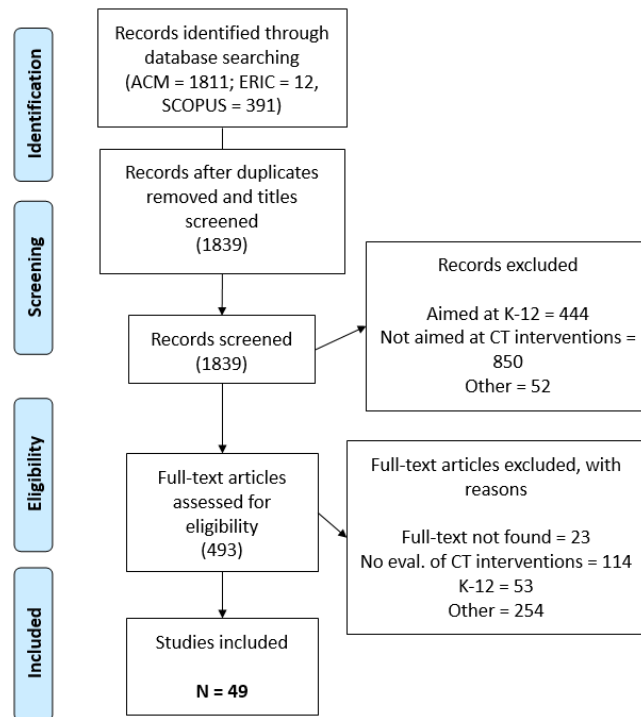 Identification
Records identified through
database searching
(ACM = 1811; ERIC = 12,
SCOPUS = 391)
Records after duplicates
removed and titles
screened
(1839)
Screening
Records screened
(1839)
Records excluded
Aimed at K-12 = 444
Not aimed at CT interventions =
850
Other = 52
Eligibility
Full-text articles
assessed for
eligibility
(493)
Full-text articles excluded, with
reasons
Full-text not found = 23
No eval. of CT interventions = 114
K-12 = 53
Other = 254
Included
Studies included
N = 49